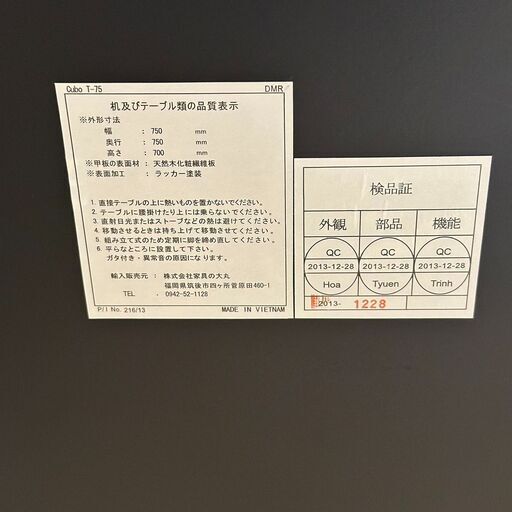 Cubo T-75 DMR
机及びテーブル類の品質表示
※外形寸法
幅 : 750 mm
奥行 : 750 mm
高さ : 700 mm
※甲板の表面材 : 天然木化粧繊維板
※表面加工 : ラッカー塗装
1. 直接テーブルの上に熱いものを置かないでください。
2. テーブルに腰掛けたり上には乗らないでください。
3. 直射日光またはストーブなどの熱は避けてください。
4. 移動させるときは持ち上げて移動させてください。
5. 組み立て式のため定期に脚を締め直してください。
6. 平らなところに設置して下さい。
ガタ付き・異常音の原因になります。
輸入販売元 : 株式会社家具の大丸
福岡県筑後市四ヶ所菅原田460-1
TEL : 0942-52-1128
P/I No. 216/13 MADE IN VIETNAM
検品証
外観 部品 機能
QC QC QC
2013-12-28 2013-12-28 2013-12-28
Hoa Tyuen Trinh
2013- 1228